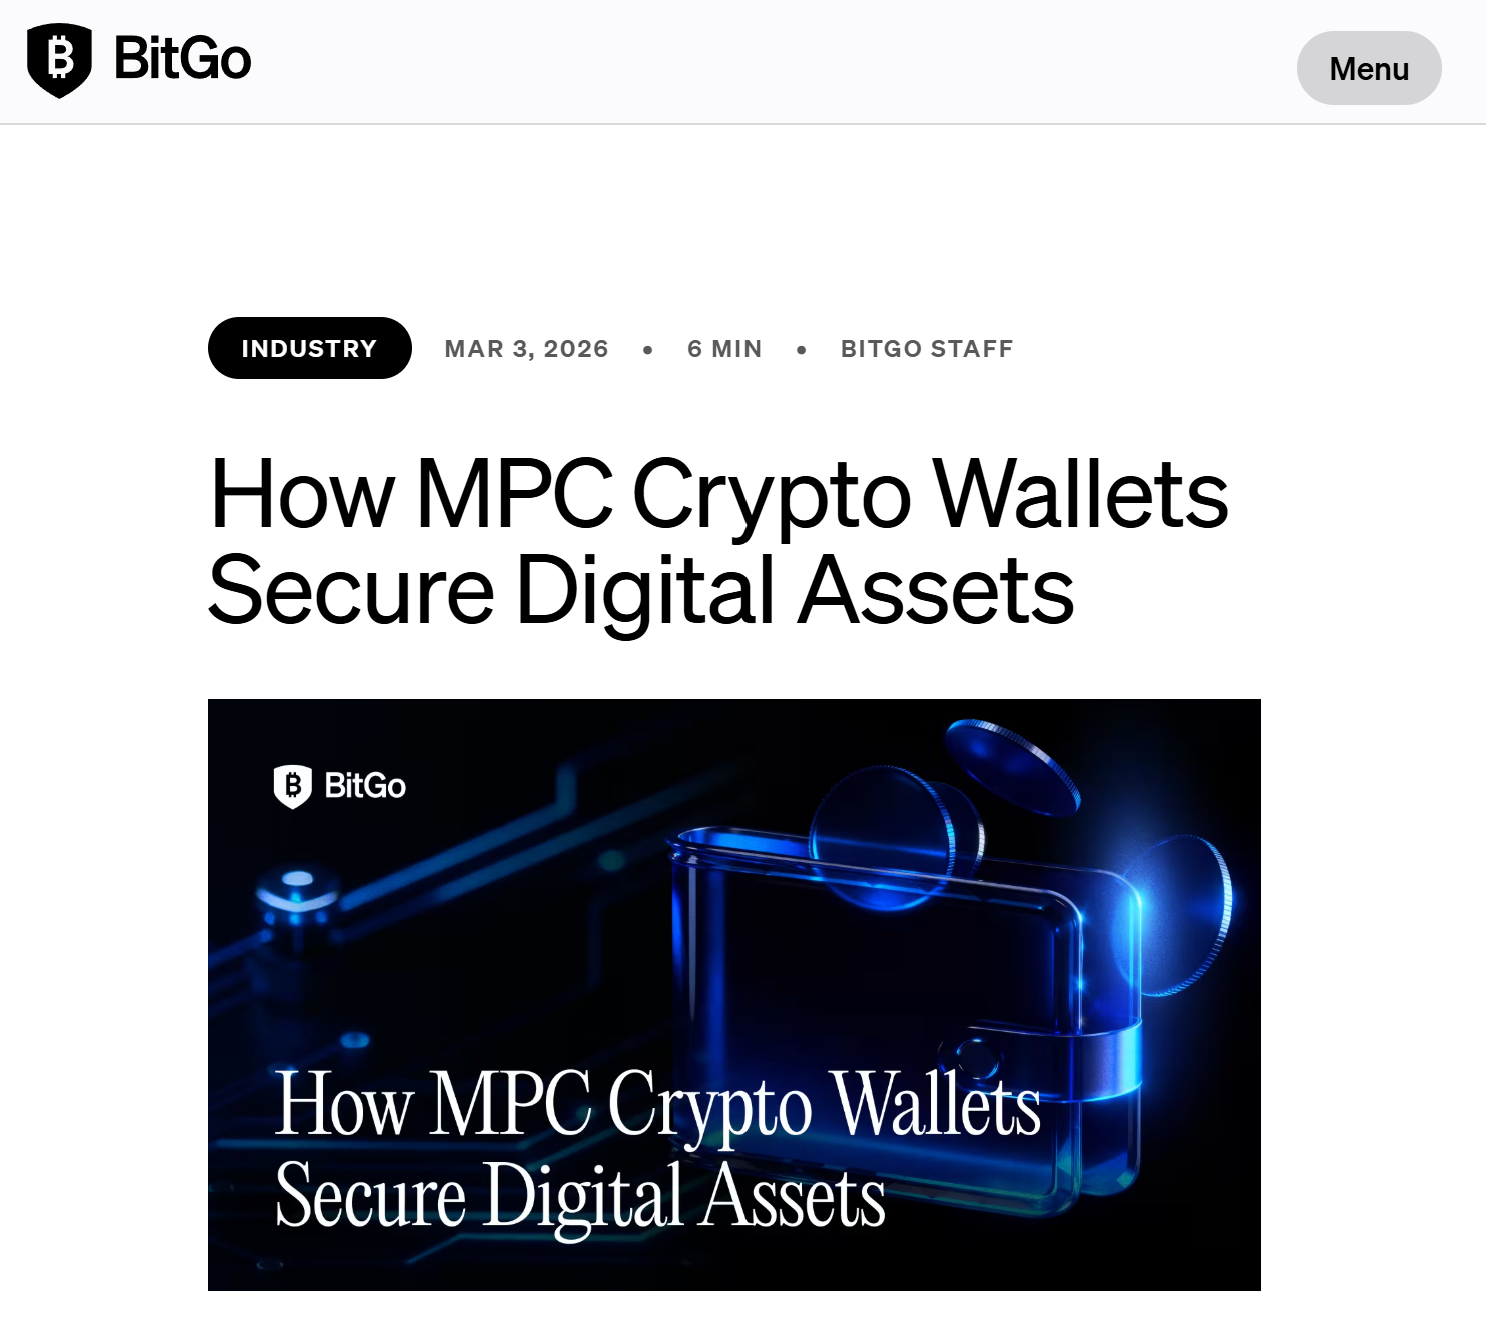 BitGo
Menu
INDUSTRY MAR 3, 2026 • 6 MIN • BITGO STAFF
How MPC Crypto Wallets
Secure Digital Assets
BitGo
How MPC Crypto Wallets
Secure Digital Assets